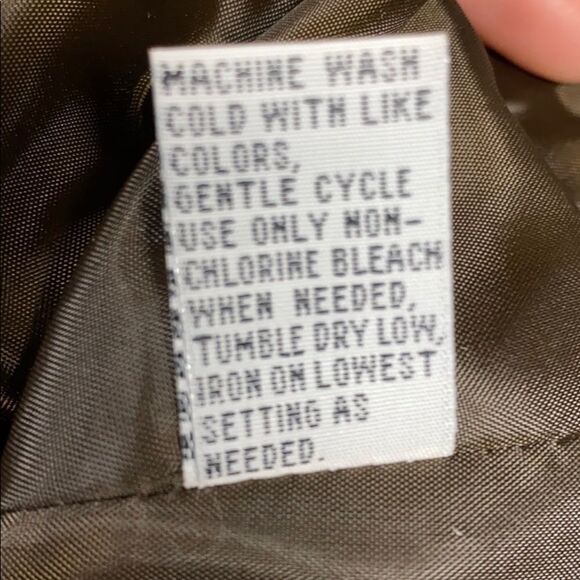 MACHINE WASH
COLD WITH LIKE
COLORS,
GENTLE CYCLE
USE ONLY NON-
CHLORINE BLEACH
WHEN NEEDED,
TUMBLE DRY LOW,
IRON ON LOWEST
SETTING AS
NEEDED.